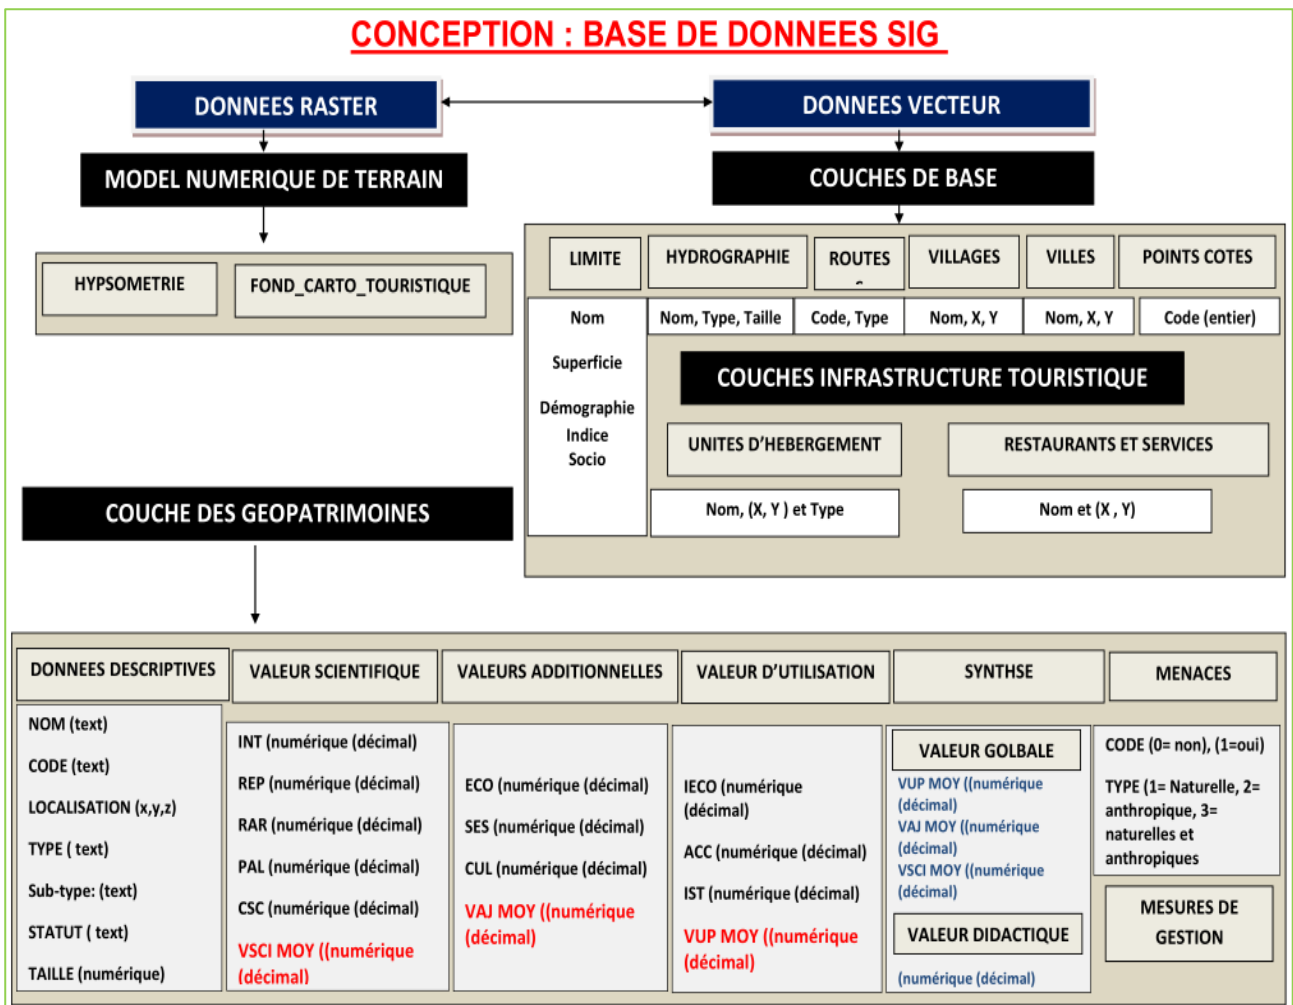 CONCEPTION : BASE DE DONNEES SIG
DONNEES RASTER
DONNEES VECTEUR
MODEL NUMERIQUE DE TERRAIN
COUCHES DE BASE
HYPSOMETRIE
FOND_CARTO_TOURISTIQUE
LIMITE
HYDROGRAPHIE
ROUTES
VILLAGES
VILLES
POINTS COTES
Nom
Superficie
Démographie
Indice
Socio
Nom, Type, Taille
Code, Type
Nom, X, Y
Nom, X, Y
Code (entier)
COUCHES INFRASTRUCTURE TOURISTIQUE
UNITES D'HEBERGEMENT
RESTAURANTS ET SERVICES
Nom, (X, Y ) et Type
Nom et (X , Y)
COUCHE DES GEOPATRIMOINES
DONNEES DESCRIPTIVES
NOM (text)
CODE (text)
LOCALISATION (x,y,z)
TYPE ( text)
Sub-type: (text)
STATUT ( text)
TAILLE (numérique)
VALEUR SCIENTIFIQUE
INT (numérique (décimal)
REP (numérique (décimal)
RAR (numérique (décimal)
PAL (numérique (décimal)
CSC (numérique (décimal)
VSCI MOY ((numérique
(décimal)
VALEURS ADDITIONNELLES
ECO (numérique (décimal)
SES (numérique (décimal)
CUL (numérique (décimal)
VAJ MOY ((numérique
(décimal)
VALEUR D'UTILISATION
IECO (numérique
(décimal)
ACC (numérique (décimal)
IST (numérique (décimal)
VUP MOY ((numérique
(décimal)
SYNTHSE
VALEUR GOLBALE
VUP MOY ((numérique
(décimal)
VAJ MOY ((numérique
(décimal)
VSCI MOY ((numérique
(décimal)
VALEUR DIDACTIQUE
(numérique (décimal)
MENACES
CODE (0= non), (1=oui)
TYPE (1= Naturelle, 2=
anthropique, 3=
naturelles et
anthropiques
MESURES DE
GESTION